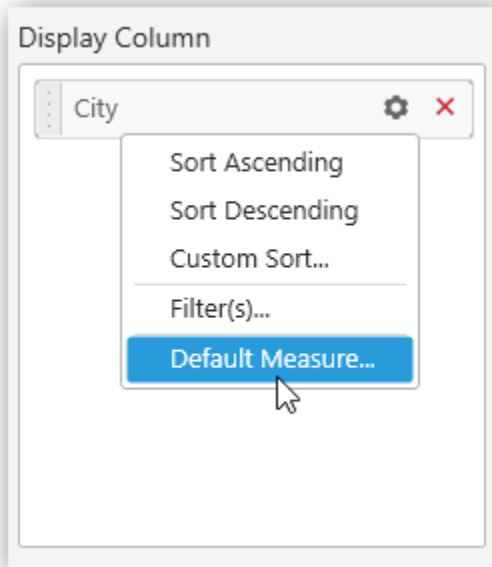 Display Column
City
Sort Ascending
Sort Descending
Custom Sort...
Filter(s)...
Default Measure...